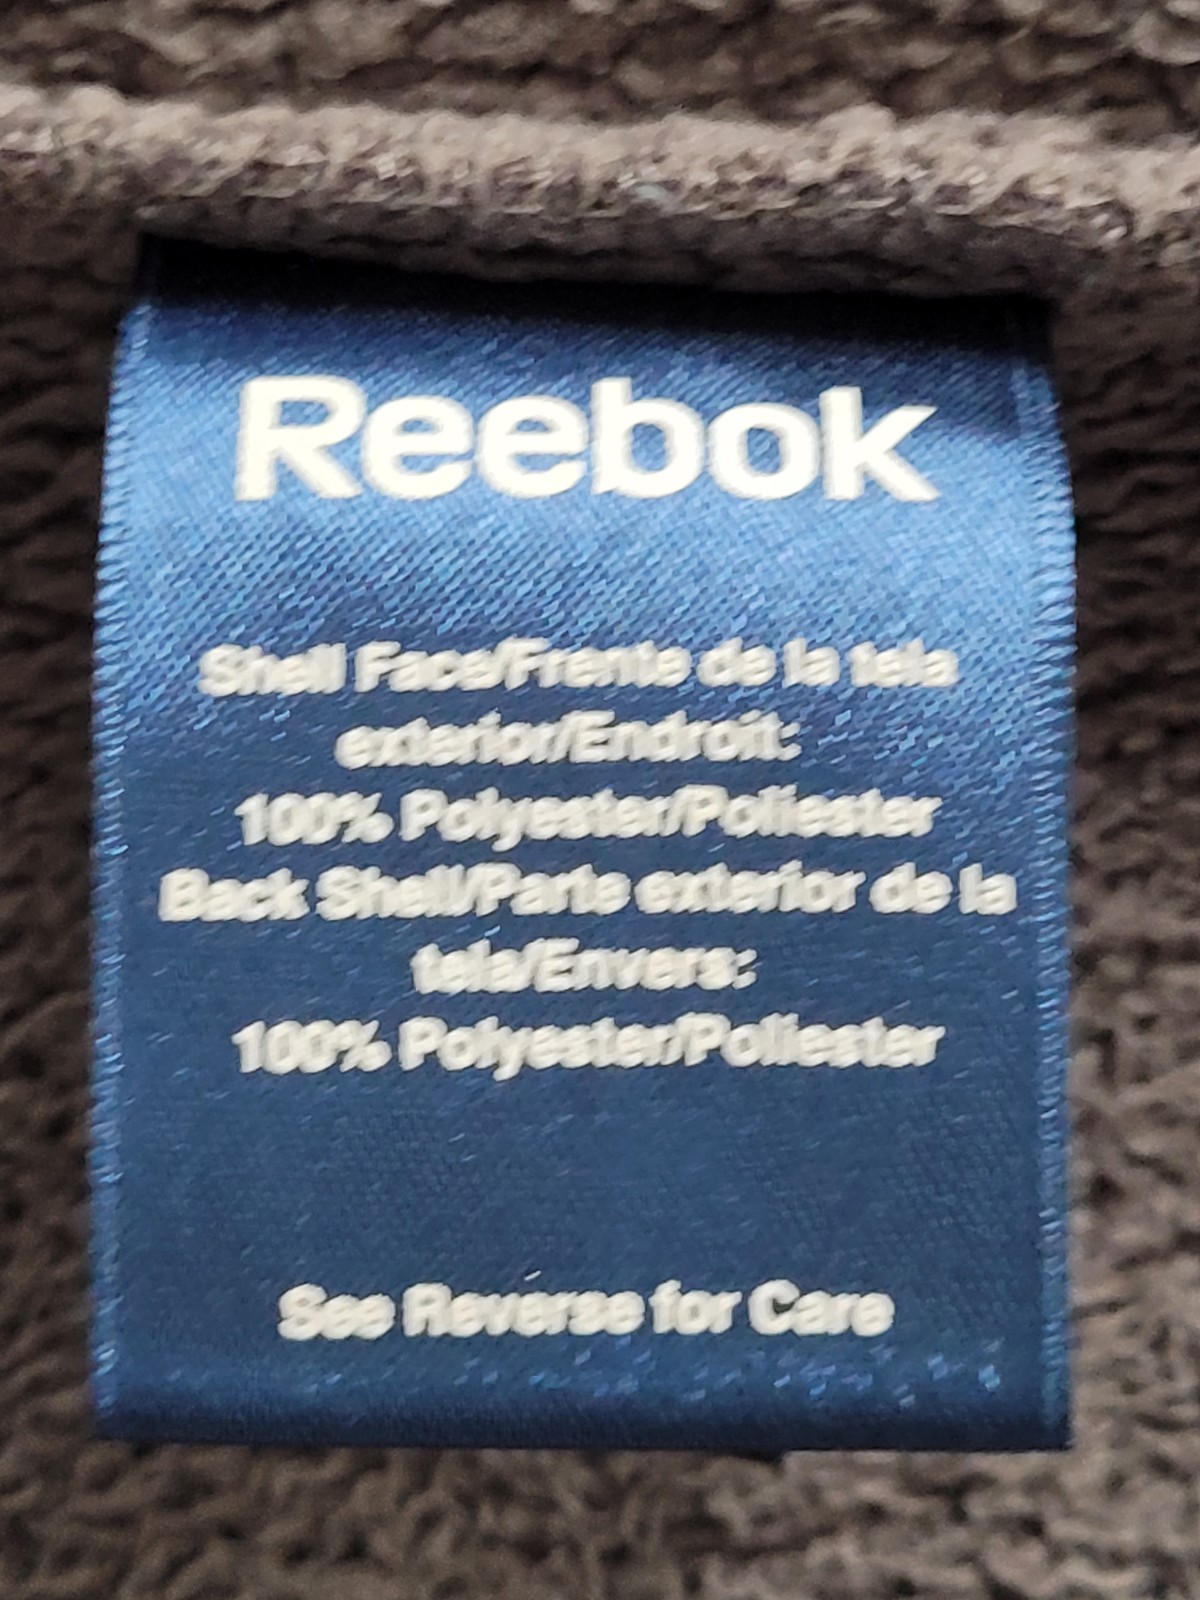 Reebok
Shell Face/Frente de la tela
exterior/Endroit:
100% Polyester/Poliester
Back Shell/Parte exterior de la
tela/Envers:
100% Polyester/Poliester
See Reverse for Care